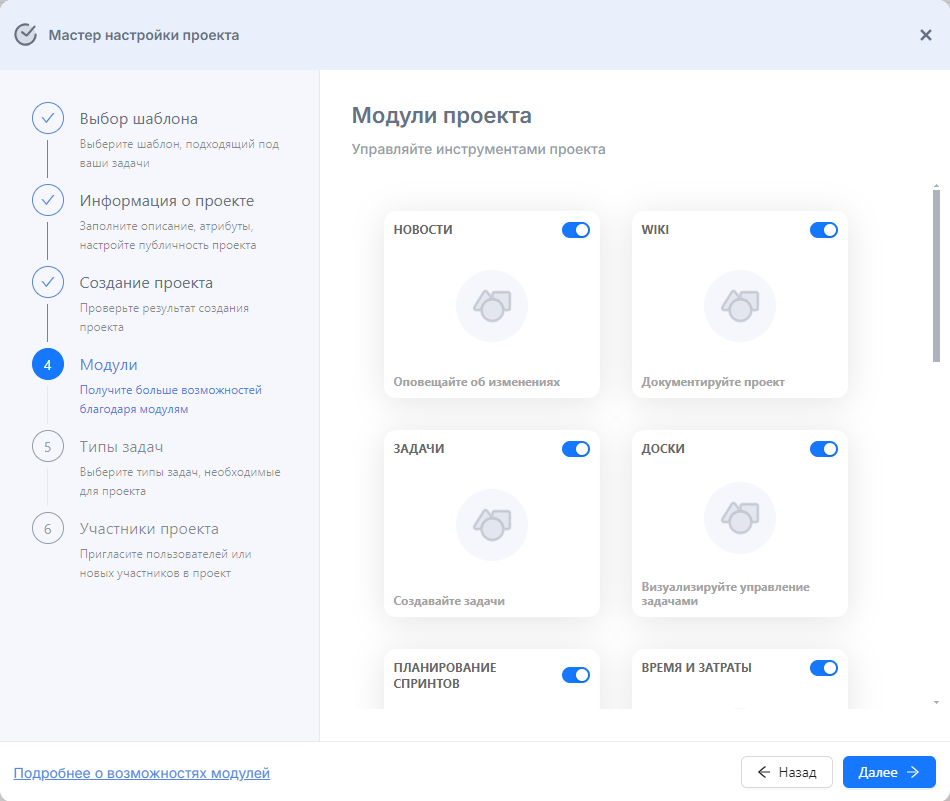 Мастер настройки проекта
Выбор шаблона
Выберите шаблон, подходящий под
ваши задачи
Информация о проекте
Заполните описание, атрибуты,
настройте публичность проекта
Создание проекта
Проверьте результат создания
проекта
4
Модули
Получите больше возможностей
благодаря модулям
5
Типы задач
Выберите типы задач, необходимые
для проекта
6
Участники проекта
Пригласите пользователей или
новых участников в проект
Модули проекта
Управляйте инструментами проекта
НОВОСТИ
Оповещайте об изменениях
WIKI
Документируйте проект
ЗАДАЧИ
Создавайте задачи
ДОСКИ
Визуализируйте управление
задачами
ПЛАНИРОВАНИЕ
СПРИНТОВ
ВРЕМЯ И ЗАТРАТЫ
Подробнее о возможностях модулей
Назад
Далее